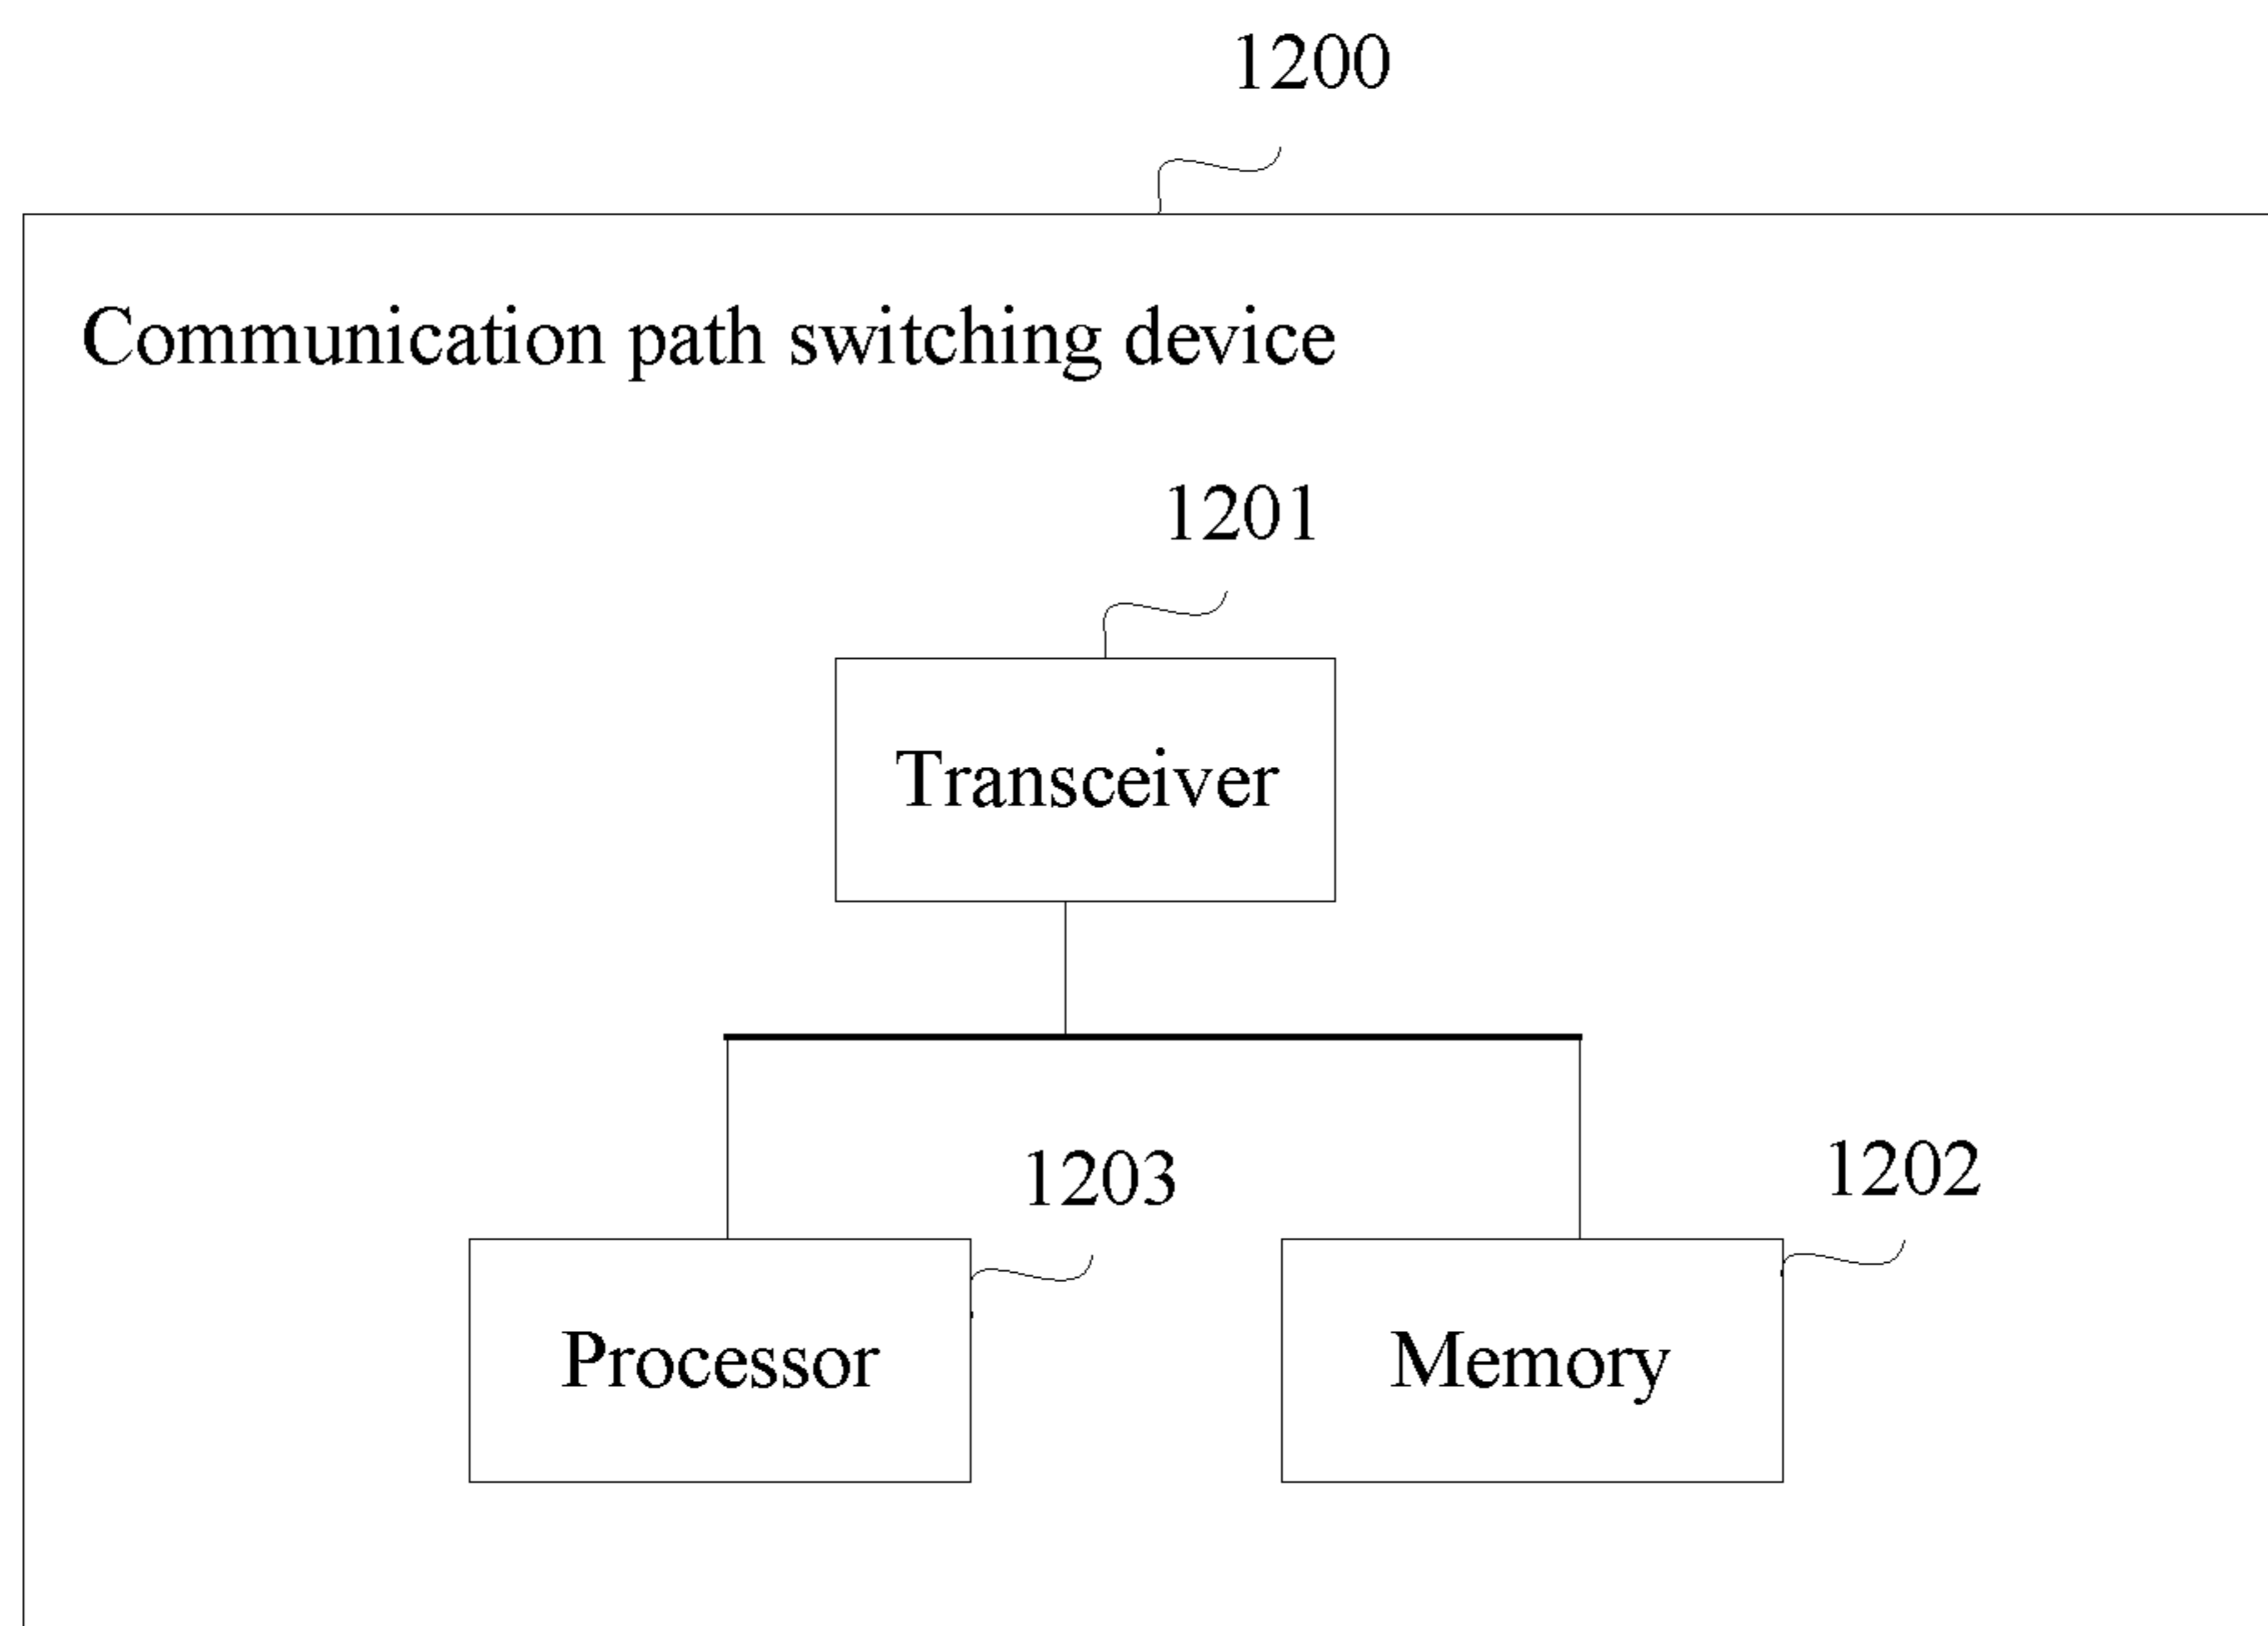 1200
Communication path switching device
1201
Transceiver
1203
1202
Processor
Memory